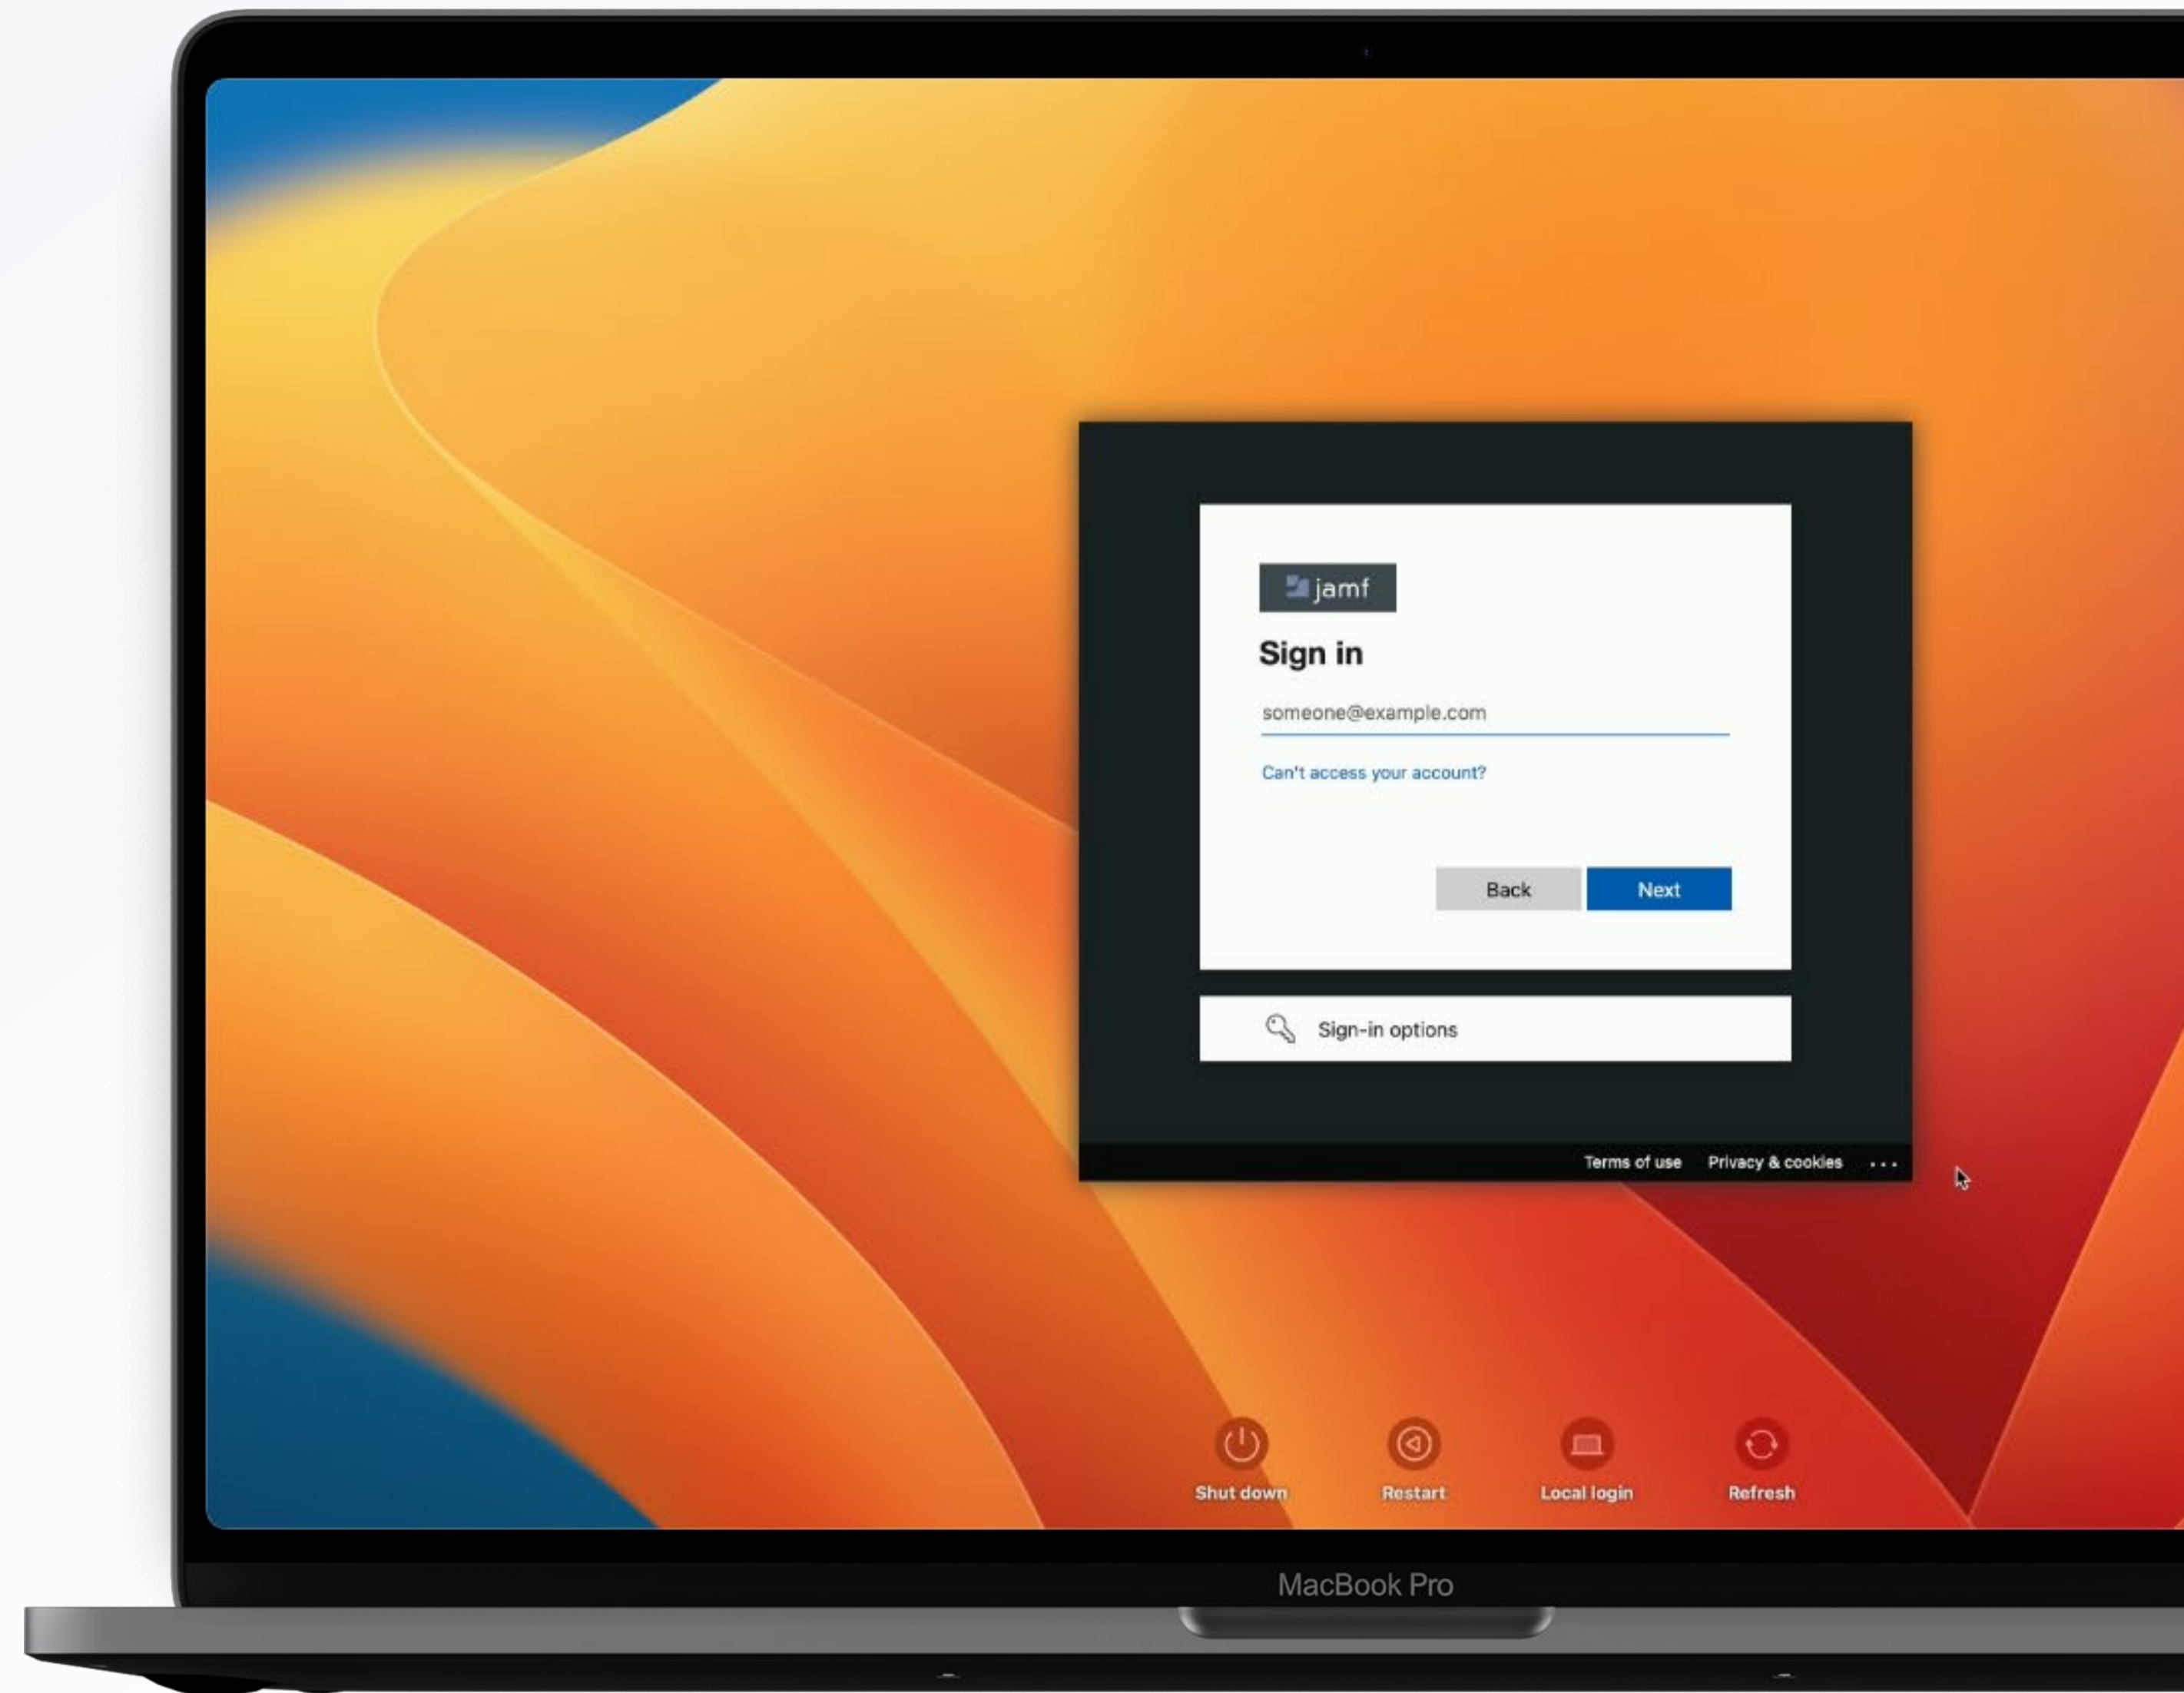 jamf
Sign in
someone@example.com
Can't access your account?
Back Next
Sign-in options
Terms of use Privacy & cookies ...
Shut down Restart Local login Refresh
MacBook Pro